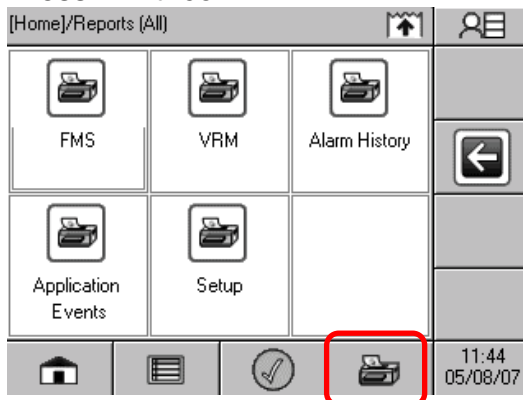 [Home]/Reports (All)
FMS
VRM
Alarm History
Application
Events
Setup
11:44
05/08/07